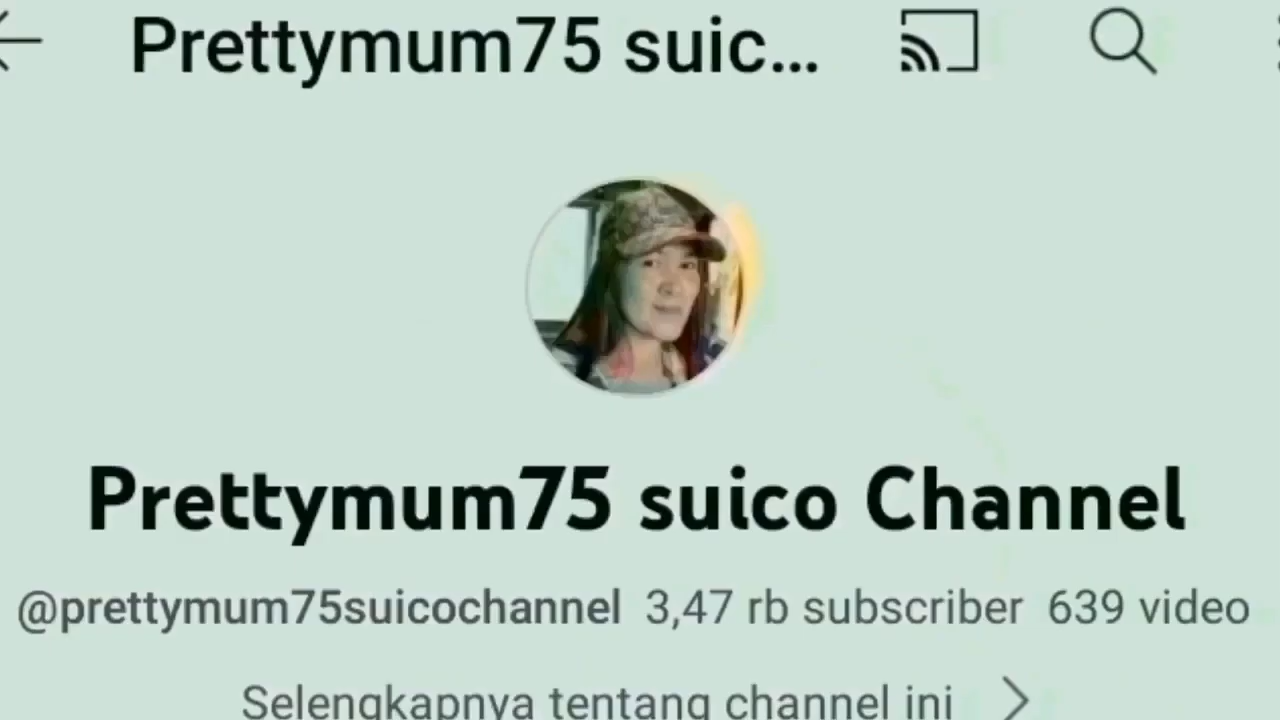 Prettymum75 suic...
Prettymum75 suico Channel
@prettymum75suicochannel 3,47 rb subscriber 639 video
Selengkapnya tentang channel ini